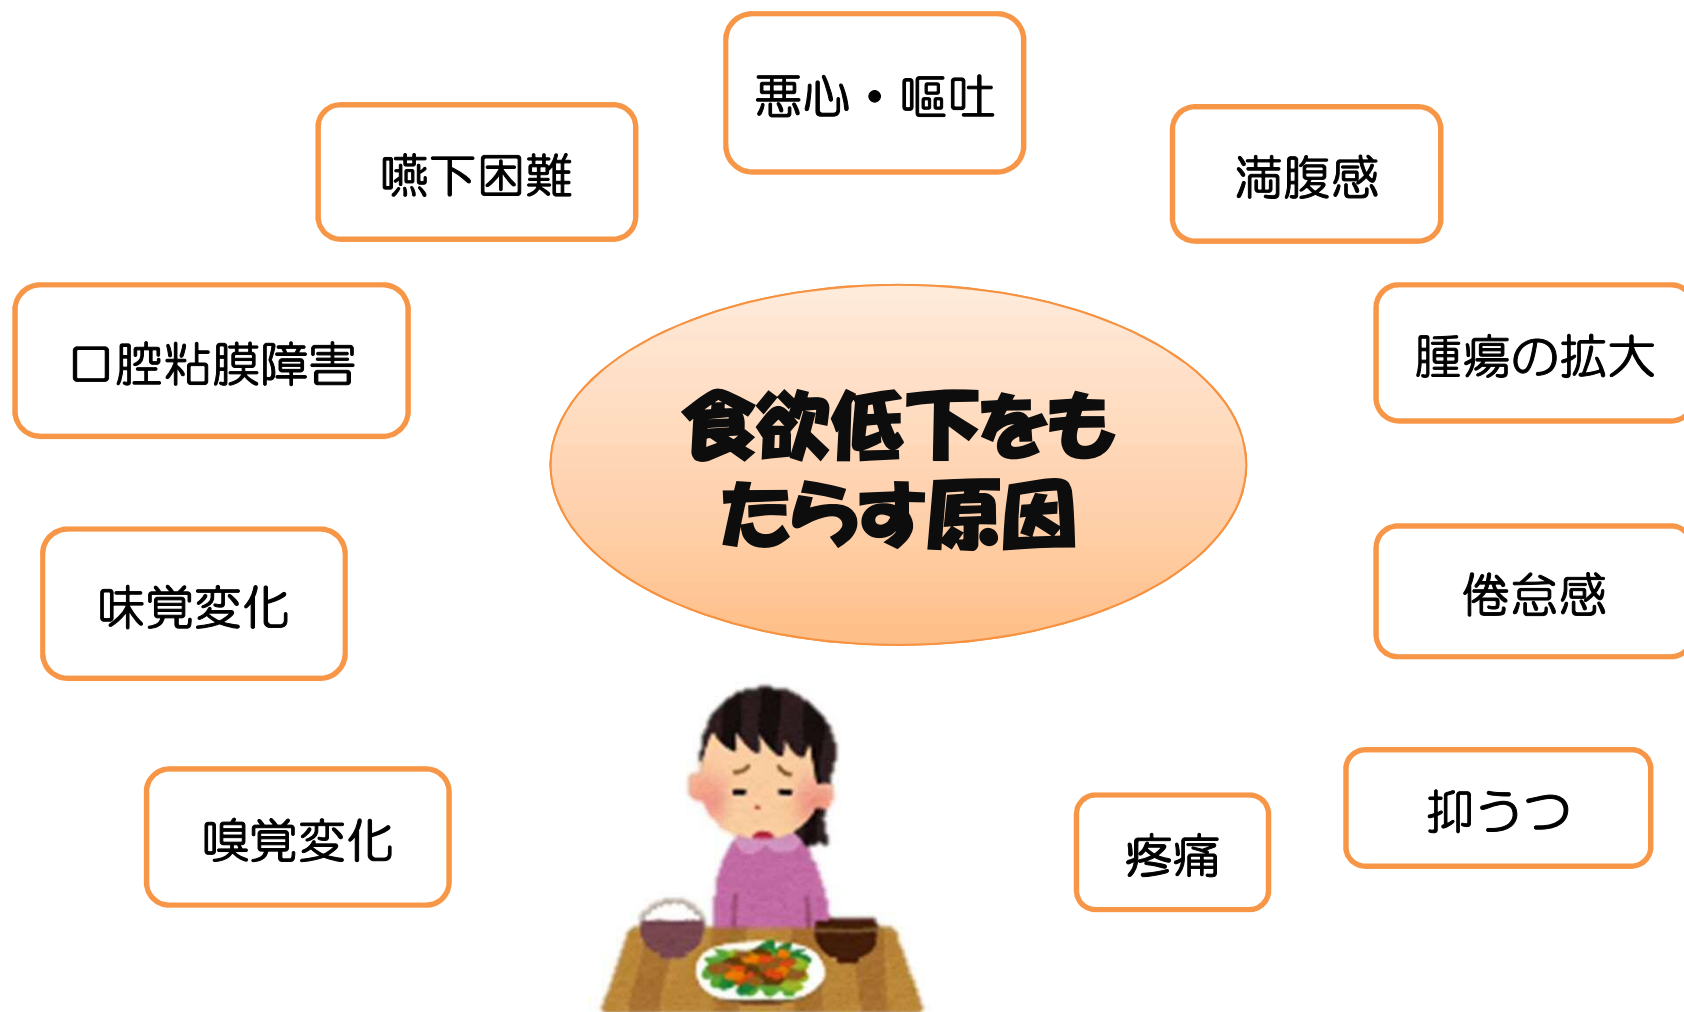 悪心・嘔吐
嚥下困難
満腹感
口腔粘膜障害
腫瘍の拡大
食欲低下をも
たらす原因
味覚変化
倦怠感
嗅覚変化
疼痛
抑うつ